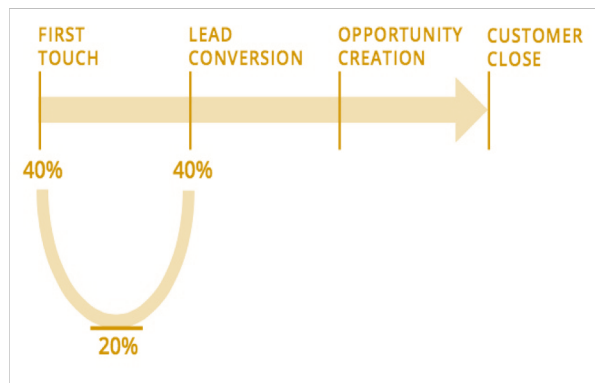 FIRST
TOUCH
LEAD
CONVERSION
OPPORTUNITY
CREATION
CUSTOMER
CLOSE
40%
40%
20%